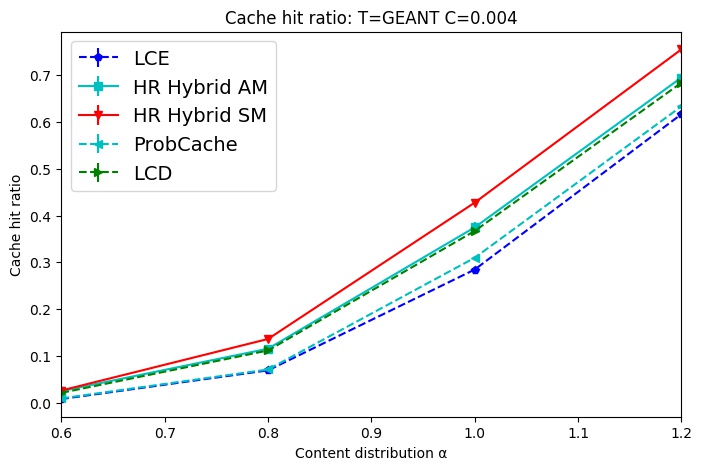 Cache hit ratio: T=GEANT C=0.004
LCE
HR Hybrid AM
HR Hybrid SM
ProbCache
LCD
Cache hit ratio
0.7
0.6
0.5
0.4
0.3
0.2
0.1
0.0
0.6
0.7
0.8
0.9
1.0
1.1
1.2
Content distribution α